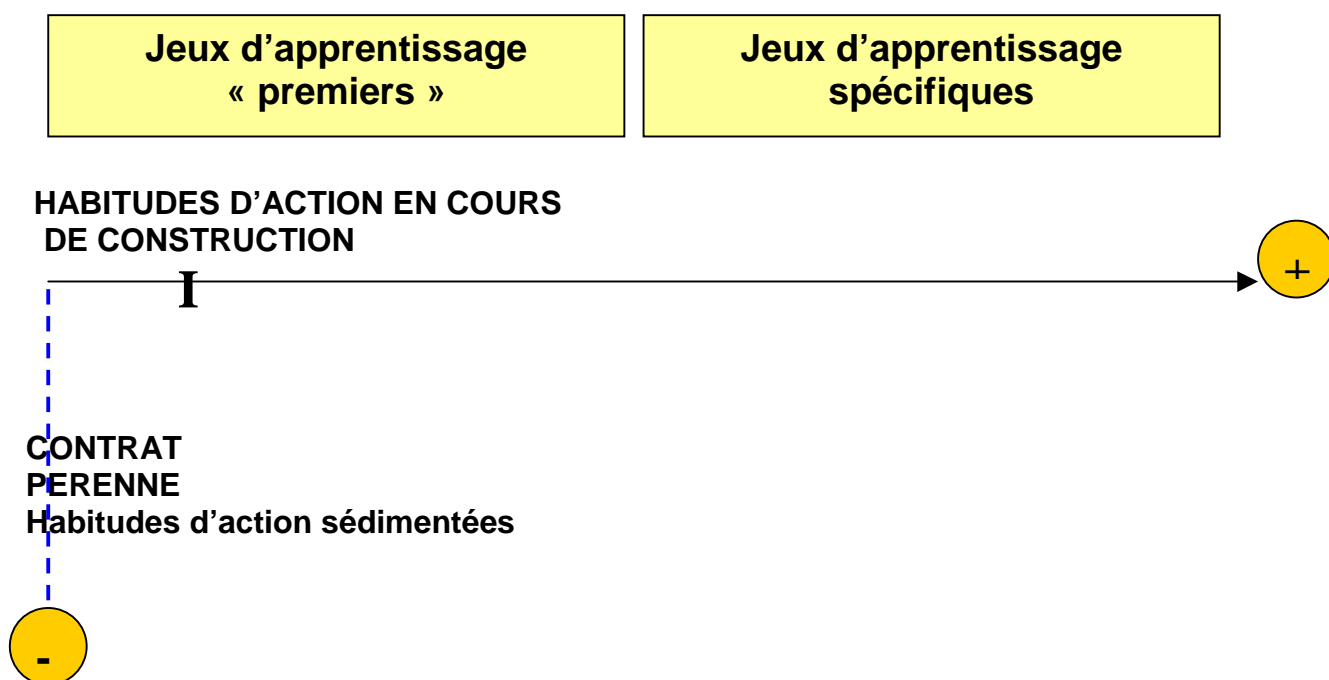 Jeux d'apprentissage
« premiers »
Jeux d'apprentissage
spécifiques
HABITUDES D'ACTION EN COURS
DE CONSTRUCTION
I
+
CONTRAT
PERENNE
Habitudes d'action sédimentées
-